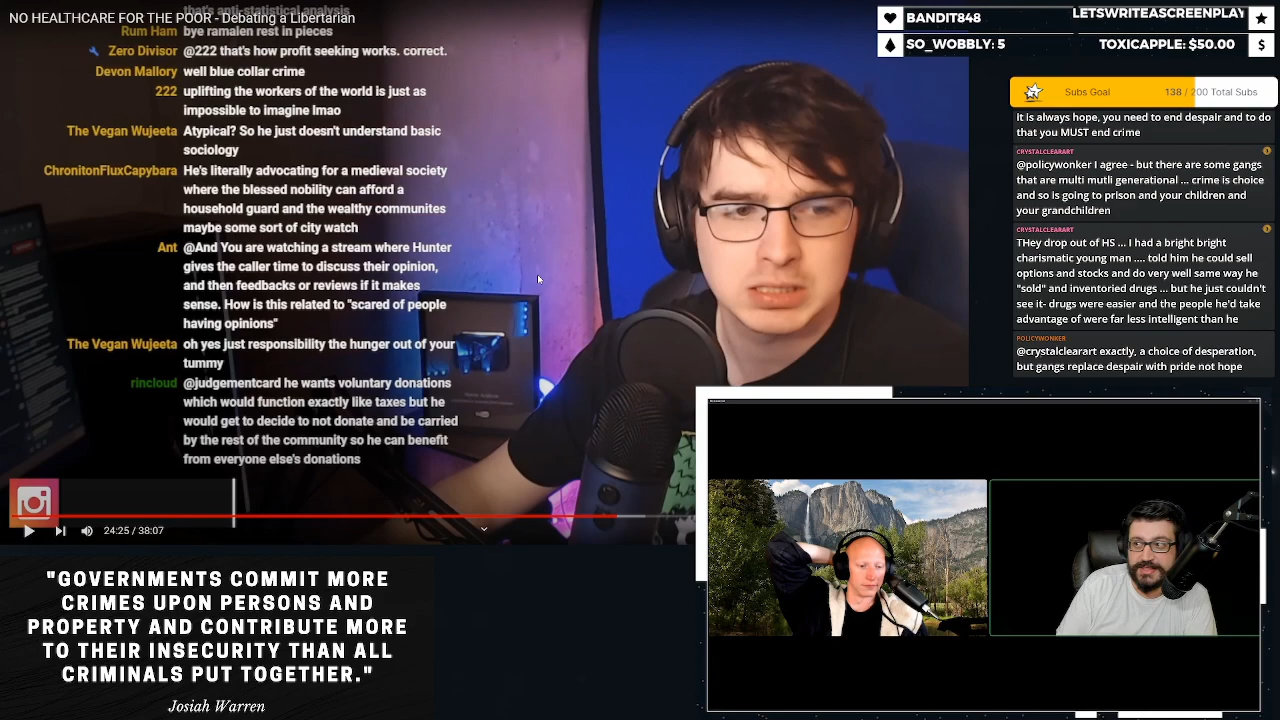 that's anti-statistical analysis
NO HEALTHCARE FOR THE POOR - Debating a Libertarian
Rum Ham bye ramalen rest in pieces
Zero Divisor @222 that's how profit seeking works. correct.
Devon Mallory well blue collar crime
222 uplifting the workers of the world is just as
impossible to imagine lmao
The Vegan Wujeeta Atypical? So he just doesn't understand basic
sociology
ChronitonFluxCapybara He's literally advocating for a medieval society
where the blessed nobility can afford a
household guard and the wealthy communites
maybe some sort of city watch
Ant @And You are watching a stream where Hunter
gives the caller time to discuss their opinion,
and then feedbacks or reviews if it makes
sense. How is this related to "scared of people
having opinions"
The Vegan Wujeeta oh yes just responsibility the hunger out of your
tummy
rincloud @judgementcard he wants voluntary donations
which would function exactly like taxes but he
would get to decide to not donate and be carried
by the rest of the community so he can benefit
from everyone else's donations
24:25 / 38:07
BANDIT848
LETSWRITEASCREENPLAY
SO_WOBBLY: 5
TOXICAPPLE: $50.00
$
Subs Goal 138 / 200 Total Subs
It is always hope, you need to end despair and to do
that you MUST end crime
CRYSTALCLEARART
@policywonker I agree - but there are some gangs
that are multi mutli generational ... crime is choice
and so is going to prison and your children and
your grandchildren
CRYSTALCLEARART
THey drop out of HS ... I had a bright bright
charismatic young man .... told him he could sell
options and stocks and do very well same way he
"sold" and inventoried drugs ... but he just couldn't
see it- drugs were easier and the people he'd take
advantage of were far less intelligent than he
POLICYWONKER
@crystalclearart exactly, a choice of desperation,
but gangs replace despair with pride not hope
"GOVERNMENTS COMMIT MORE
CRIMES UPON PERSONS AND
PROPERTY AND CONTRIBUTE MORE
TO THEIR INSECURITY THAN ALL
CRIMINALS PUT TOGETHER."
Josiah Warren